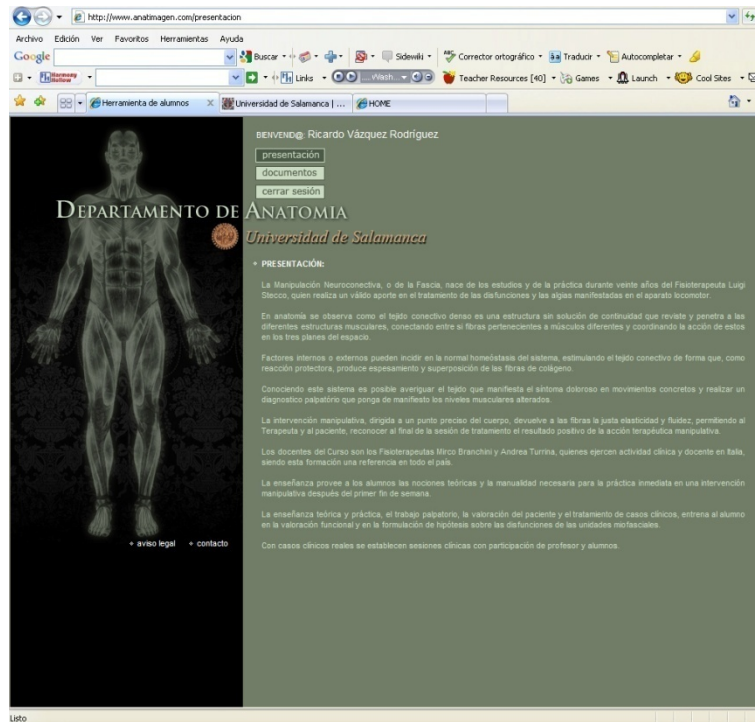 http://www.anatimagen.com/presentacion
Archivo Edición Ver Favoritos Herramientas Ayuda
Google Buscar Sidewiki Corrector ortográfico Traducir Autocompletar
Harmony Hollow Links Teacher Resources [40] Games Launch Cool Sites
Herramienta de alumnos Universidad de Salamanca | ... HOME
BIENVENID@: Ricardo Vázquez Rodríguez
presentación
documentos
cerrar sesión
DEPARTAMENTO DE ANATOMIA
Universidad de Salamanca
PRESENTACIÓN:
La Manipulación Neuroconectiva, o de la Fascia, nace de los estudios y de la práctica durante veinte años del Fisioterapeuta Luigi
Stecco, quien realiza un válido aporte en el tratamiento de las disfunciones y las algias manifestadas en el aparato locomotor.
En anatomía se observa como el tejido conectivo denso es una estructura sin solución de continuidad que reviste y penetra a las
diferentes estructuras musculares, conectando entre si fibras pertenecientes a músculos diferentes y coordinando la acción de estos
en los tres planes del espacio.
Factores internos o externos pueden incidir en la normal homeóstasis del sistema, estimulando el tejido conectivo de forma que, como
reacción protectora, produce espesamiento y superposición de las fibras de colágeno.
Conociendo este sistema es posible averiguar el tejido que manifiesta el síntoma doloroso en movimientos concretos y realizar un
diagnostico palpatório que ponga de manifiesto los niveles musculares alterados.
La intervención manipulativa, dirigida a un punto preciso del cuerpo, devuelve a las fibras la justa elasticidad y fluidez, permitiendo al
Terapeuta y al paciente, reconocer al final de la sesión de tratamiento el resultado positivo de la acción terapéutica manipulativa.
Los docentes del Curso son los Fisioterapeutas Mirco Branchini y Andrea Turrina, quienes ejercen actividad clínica y docente en Italia,
siendo esta formación una referencia en todo el país.
La enseñanza provee a los alumnos las nociones teóricas y la manualidad necesaria para la práctica inmediata en una intervención
manipulativa después del primer fin de semana.
La enseñanza teórica y práctica, el trabajo palpatorio, la valoración del paciente y el tratamiento de casos clínicos, entrena al alumno
en la valoración funcional y en la formulación de hipótesis sobre las disfunciones de las unidades miofasciales.
Con casos clínicos reales se establecen sesiones clínicas con participación de profesor y alumnos.
aviso legal contacto
Listo